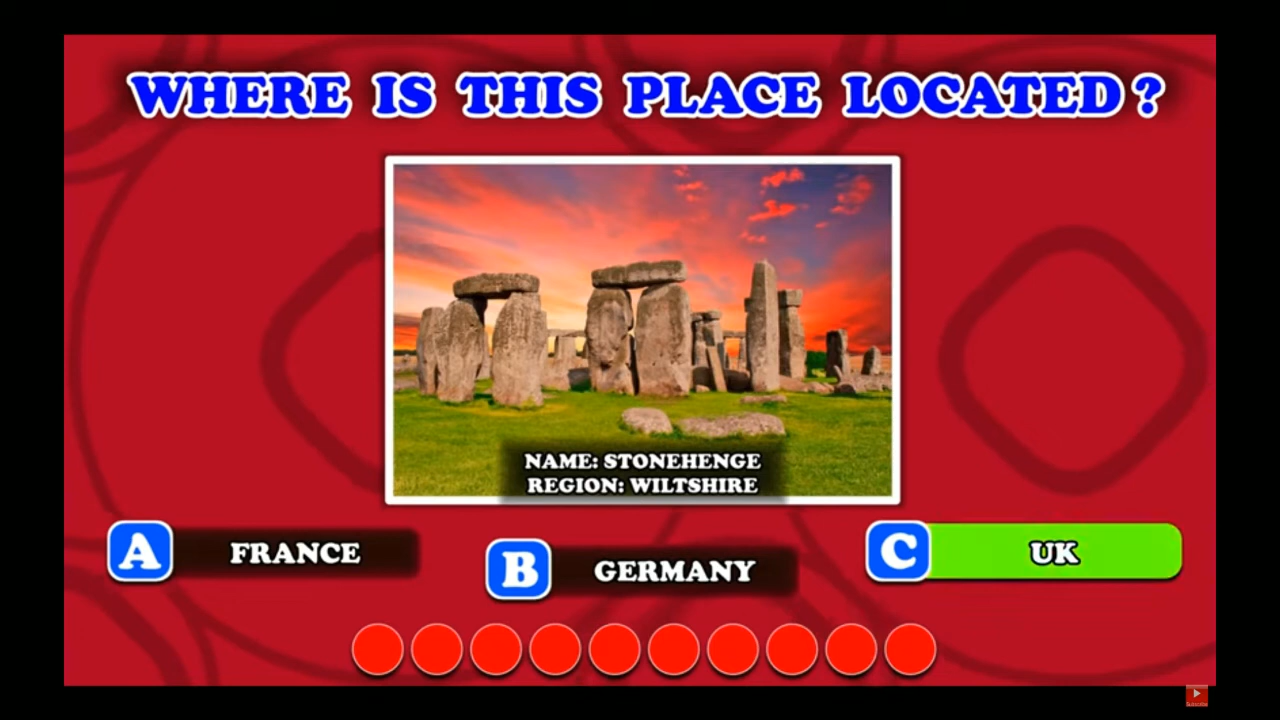 WHERE IS THIS PLACE LOCATED?
NAME: STONEHENGE
REGION: WILTSHIRE
A FRANCE
B GERMANY
C UK